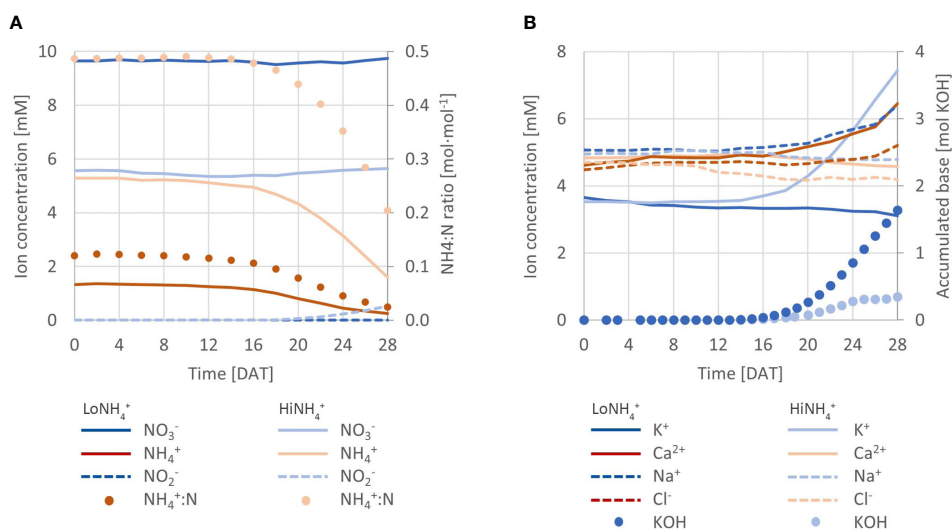 A
B
10
8
6
4
2
0
Ion concentration [mM]
0.5
0.4
0.3
0.2
0.1
0.0
NH4:N ratio [mol·mol⁻¹]
0 4 8 12 16 20 24 28
Time [DAT]
LoNH₄⁺ HiNH₄⁺
NO₃⁻ NO₃⁻
NH₄⁺ NH₄⁺
NO₂⁻ NO₂⁻
NH₄⁺:N NH₄⁺:N
8
6
4
2
0
Ion concentration [mM]
4
3
2
1
0
Accumulated base [mol KOH]
0 4 8 12 16 20 24 28
Time [DAT]
LoNH₄⁺ HiNH₄⁺
K⁺ K⁺
Ca²⁺ Ca²⁺
Na⁺ Na⁺
Cl⁻ Cl⁻
KOH KOH